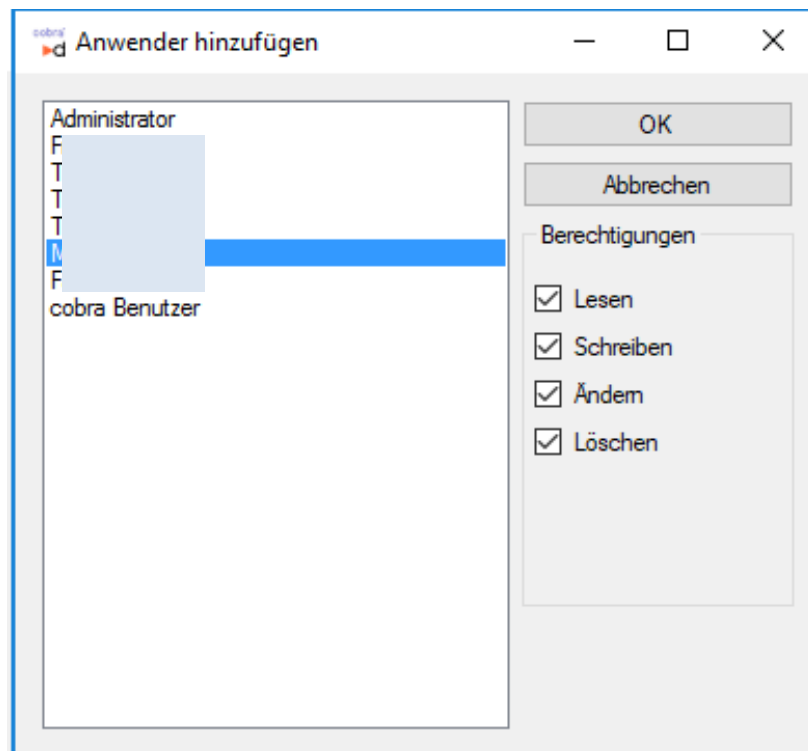 cobra
d
Anwender hinzufügen
Administrator
F
T
T
T
M
F
cobra Benutzer
OK
Abbrechen
Berechtigungen
Lesen
Schreiben
Ändern
Löschen